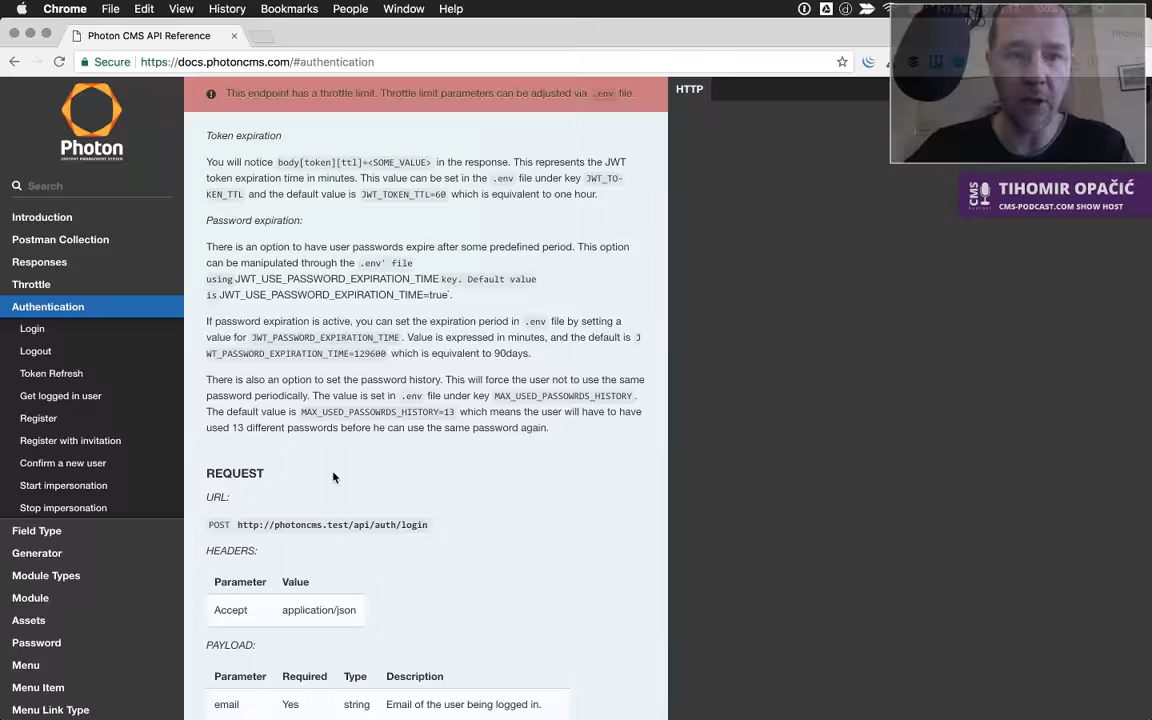 Chrome File Edit View History Bookmarks People Window Help
Photon CMS API Reference
Secure https://docs.photoncms.com/#authentication
Photon
CONTENT MANAGEMENT SYSTEM
Search
Introduction
Postman Collection
Responses
Throttle
Authentication
Login
Logout
Token Refresh
Get logged in user
Register
Register with invitation
Confirm a new user
Start impersonation
Stop impersonation
Field Type
Generator
Module Types
Module
Assets
Password
Menu
Menu Item
Menu Link Type
This endpoint has a throttle limit. Throttle limit parameters can be adjusted via .env file.
Token expiration
You will notice body[token][ttl]=<SOME_VALUE> in the response. This represents the JWT
token expiration time in minutes. This value can be set in the .env file under key JWT_TO-
KEN_TTL and the default value is JWT_TOKEN_TTL=60 which is equivalent to one hour.
Password expiration:
There is an option to have user passwords expire after some predefined period. This option
can be manipulated through the .env' file
using JWT_USE_PASSWORD_EXPIRATION_TIME key. Default value
is JWT_USE_PASSWORD_EXPIRATION_TIME=true`.
If password expiration is active, you can set the expiration period in .env file by setting a
value for JWT_PASSWORD_EXPIRATION_TIME. Value is expressed in minutes, and the default is J
WT_PASSWORD_EXPIRATION_TIME=129600 which is equivalent to 90days.
There is also an option to set the password history. This will force the user not to use the same
password periodically. The value is set in .env file under key MAX_USED_PASSOWRDS_HISTORY.
The default value is MAX_USED_PASSOWRDS_HISTORY=13 which means the user will have to have
used 13 different passwords before he can use the same password again.
REQUEST
URL:
POST http://photoncms.test/api/auth/login
HEADERS:
Parameter Value
Accept application/json
PAYLOAD:
Parameter Required Type Description
email Yes string Email of the user being logged in.
HTTP
CMS
TIHOMIR OPAČIĆ
CMS-PODCAST.COM SHOW HOST